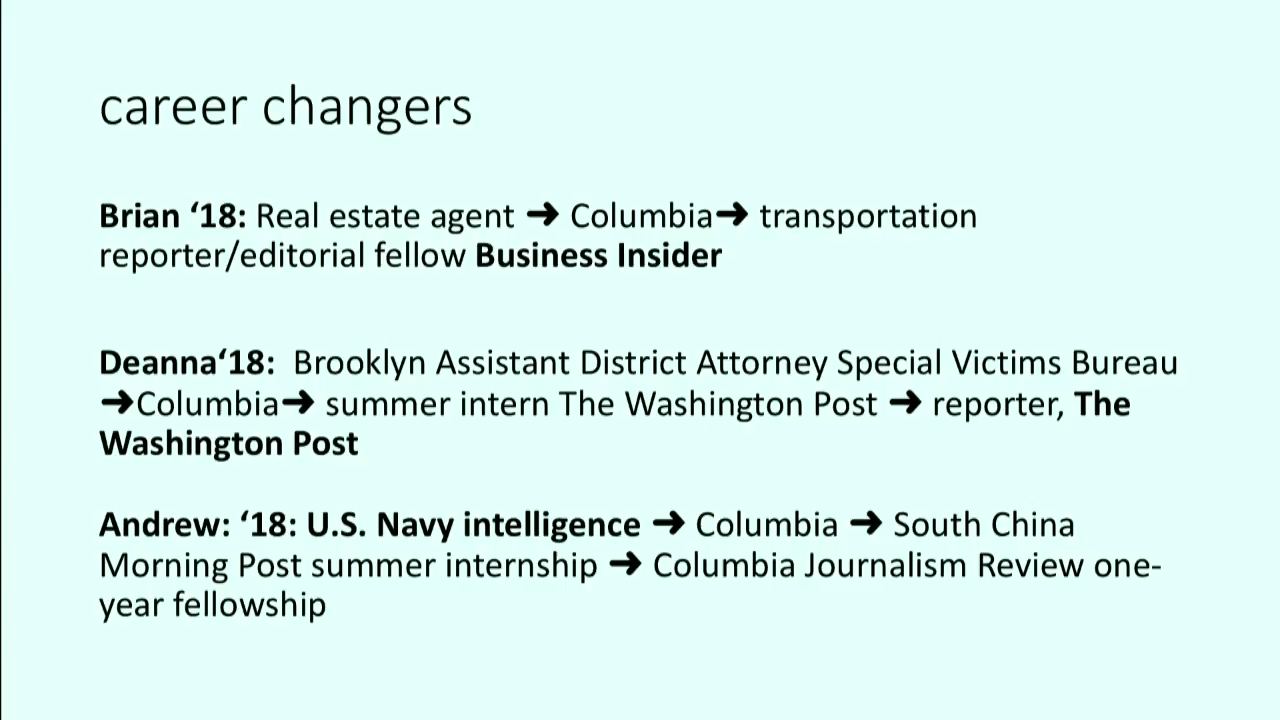 career changers
Brian ‘18: Real estate agent ➜ Columbia➜ transportation
reporter/editorial fellow Business Insider
Deanna‘18:  Brooklyn Assistant District Attorney Special Victims Bureau
➜Columbia➜ summer intern The Washington Post ➜ reporter, The
Washington Post
Andrew: ‘18: U.S. Navy intelligence ➜ Columbia ➜ South China
Morning Post summer internship ➜ Columbia Journalism Review one-
year fellowship